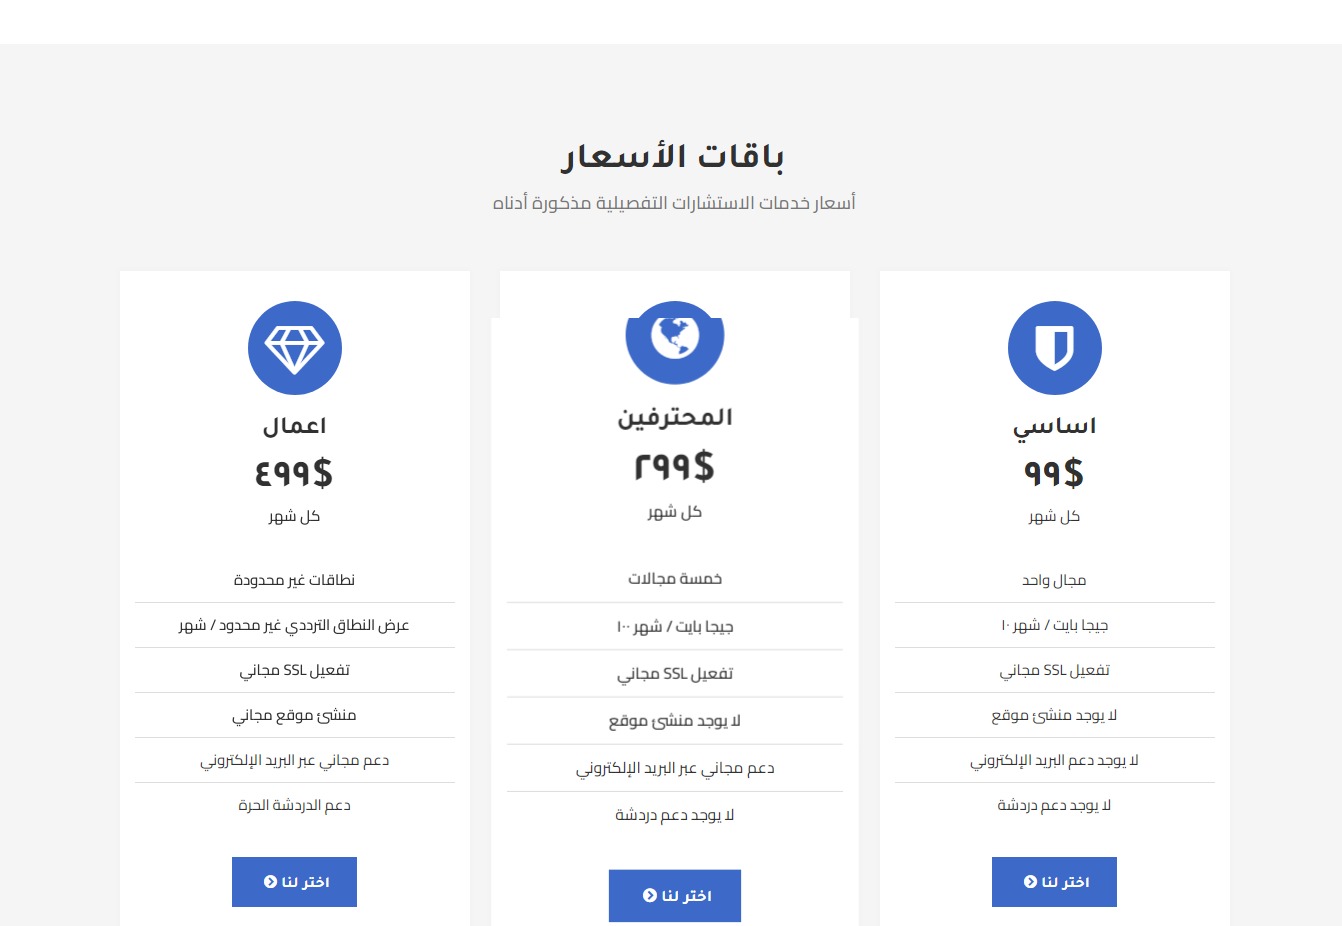 باقات الأسعار
أسعار خدمات الاستشارات التفصيلية مذكورة أدناه
اساسي
$٩٩
كل شهر
مجال واحد
جيجا بايت / شهر ١٠
تفعيل SSL مجاني
لا يوجد منشئ موقع
لا يوجد دعم البريد الإلكتروني
لا يوجد دعم دردشة
اختر لنا
المحترفين
$٢٩٩
كل شهر
خمسة مجالات
جيجا بايت / شهر ١٠٠
تفعيل SSL مجاني
لا يوجد منشئ موقع
دعم مجاني عبر البريد الإلكتروني
لا يوجد دعم دردشة
اختر لنا
اعمال
$٤٩٩
كل شهر
نطاقات غير محدودة
عرض النطاق الترددي غير محدود / شهر
تفعيل SSL مجاني
منشئ موقع مجاني
دعم مجاني عبر البريد الإلكتروني
دعم الدردشة الحرة
اختر لنا